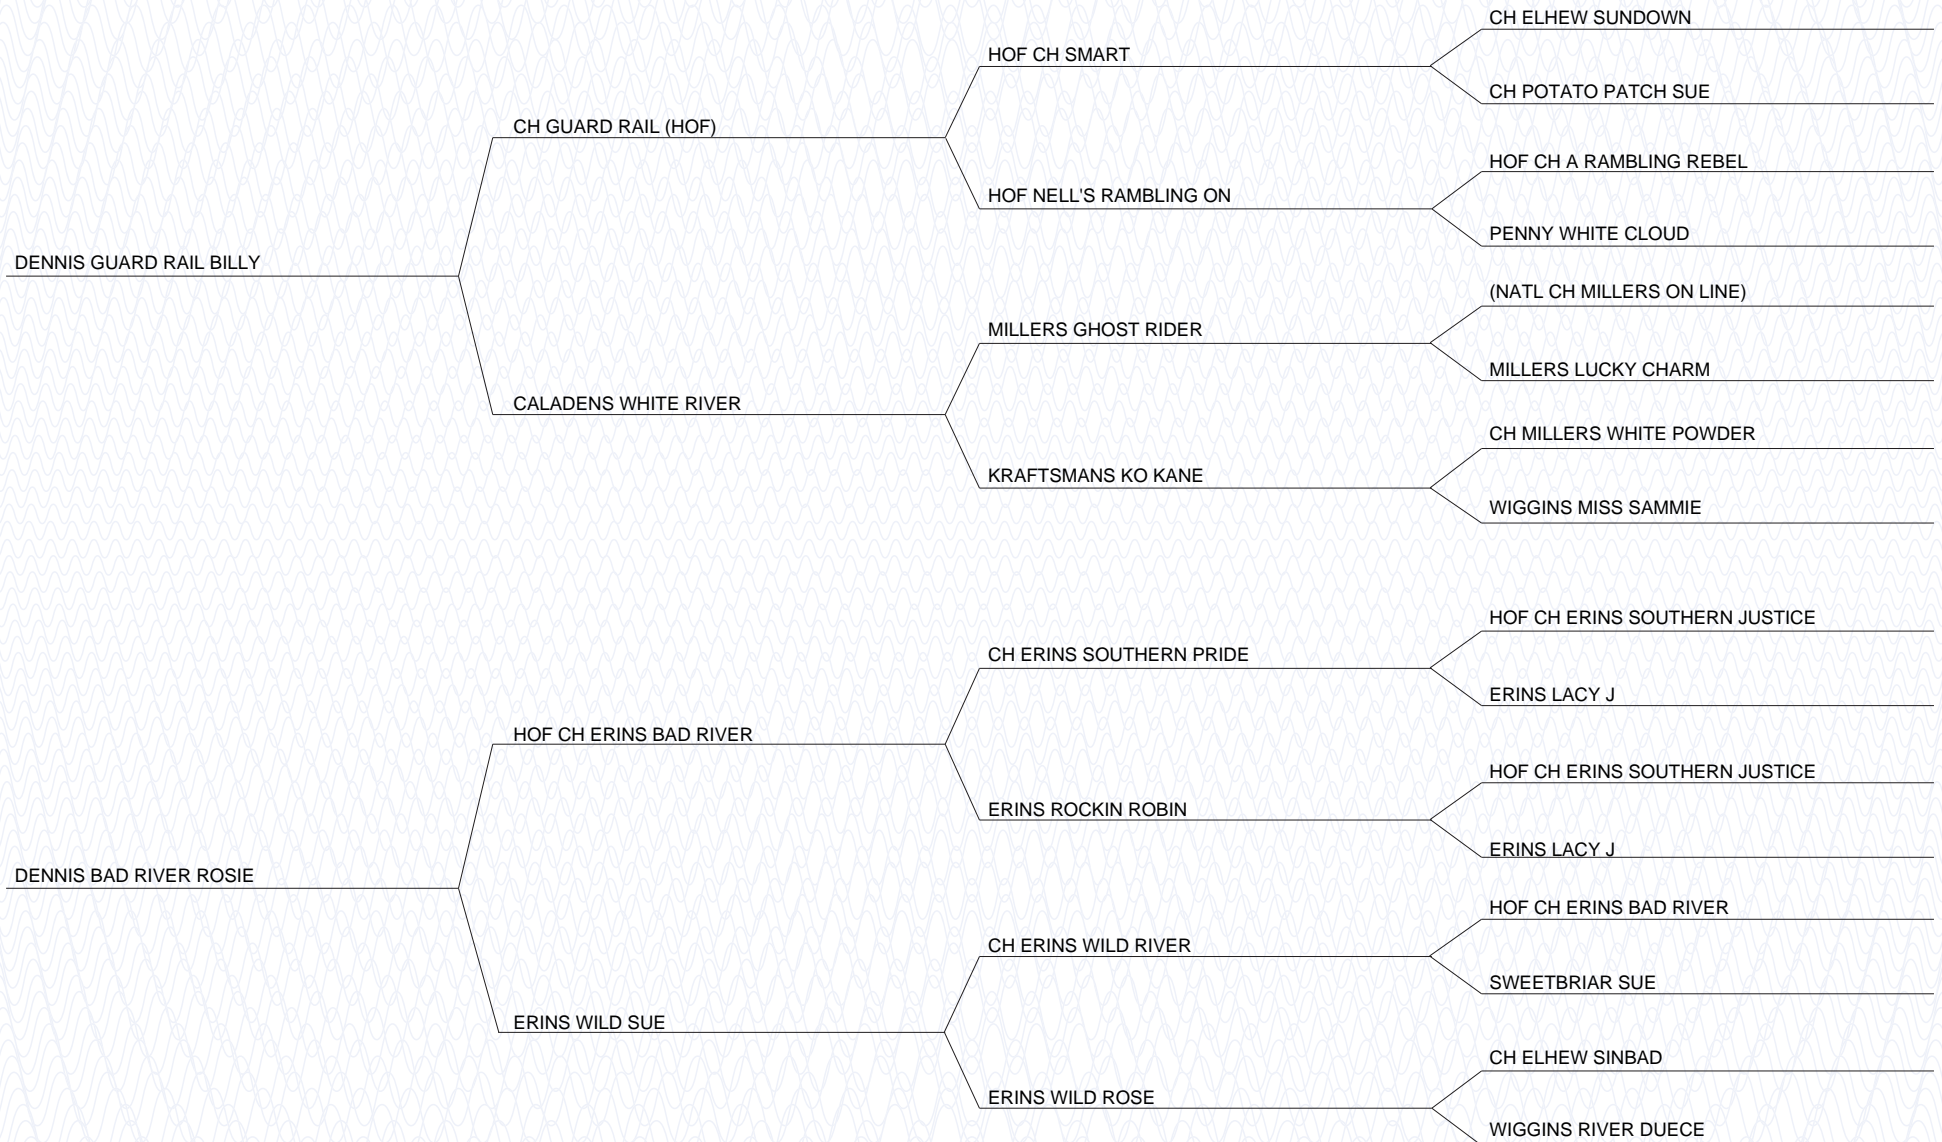 CH ELHEW SUNDOWN
HOF CH SMART
CH POTATO PATCH SUE
CH GUARD RAIL (HOF)
HOF CH A RAMBLING REBEL
HOF NELL'S RAMBLING ON
PENNY WHITE CLOUD
DENNIS GUARD RAIL BILLY
(NATL CH MILLERS ON LINE)
MILLERS GHOST RIDER
MILLERS LUCKY CHARM
CALADENS WHITE RIVER
CH MILLERS WHITE POWDER
KRAFTSMANS KO KANE
WIGGINS MISS SAMMIE
HOF CH ERINS SOUTHERN JUSTICE
CH ERINS SOUTHERN PRIDE
ERINS LACY J
HOF CH ERINS BAD RIVER
HOF CH ERINS SOUTHERN JUSTICE
ERINS ROCKIN ROBIN
ERINS LACY J
DENNIS BAD RIVER ROSIE
HOF CH ERINS BAD RIVER
CH ERINS WILD RIVER
SWEETBRIAR SUE
ERINS WILD SUE
CH ELHEW SINBAD
ERINS WILD ROSE
WIGGINS RIVER DUECE